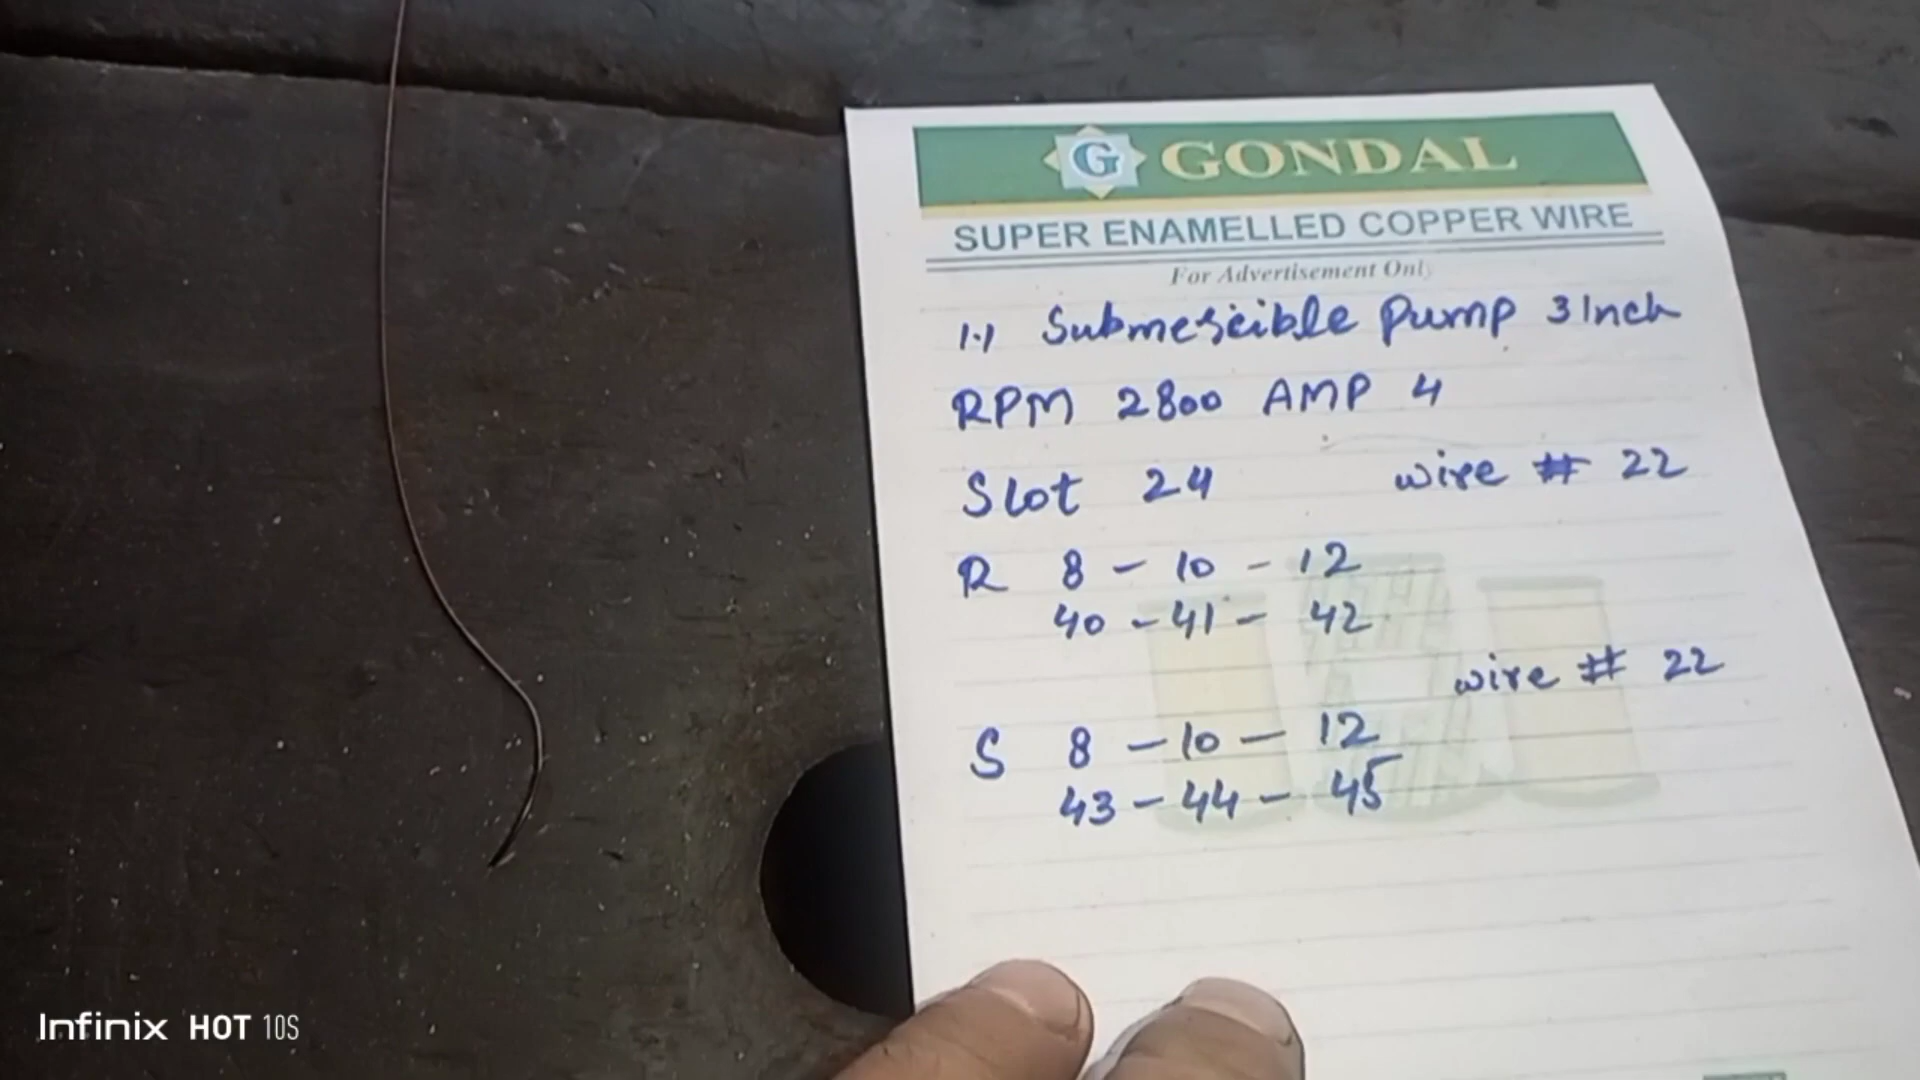 G GONDAL
SUPER ENAMELLED COPPER WIRE
For Advertisement Only
1.1 Submerscible Pump 3 Inch
RPM 2800 AMP 4
Slot 24 wire # 22
R 8 - 10 - 12
40 - 41 - 42
wire # 22
S 8 - 10 - 12
43 - 44 - 45
Infinix HOT 10S